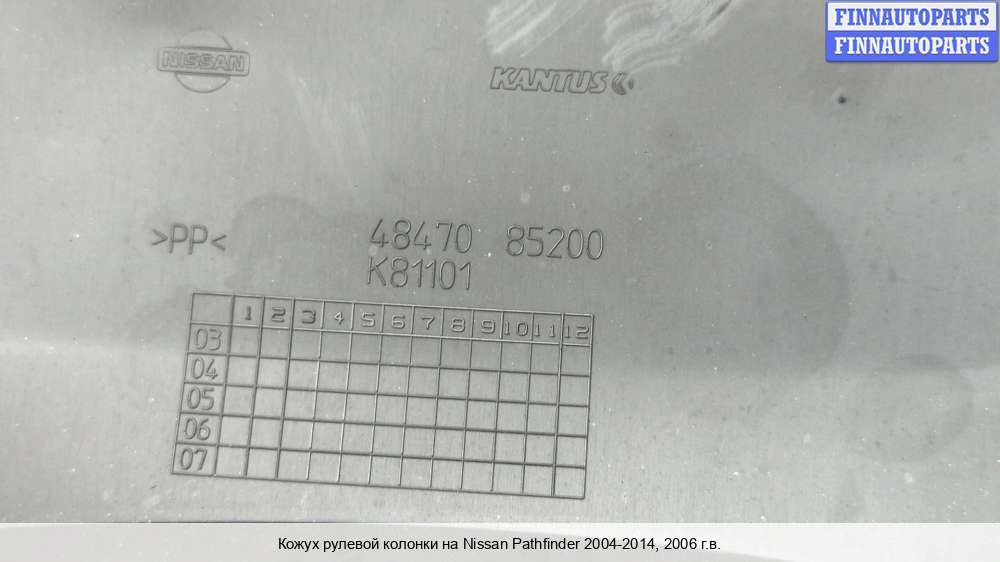 FINNAUTOPARTS
FINNAUTOPARTS
NISSAN
KANTUS
>PP<
48470 85200
K81101
1 2 3 4 5 6 7 8 9 10 11 12
03
04
05
06
07
Кожух рулевой колонки на Nissan Pathfinder 2004-2014, 2006 г.в.